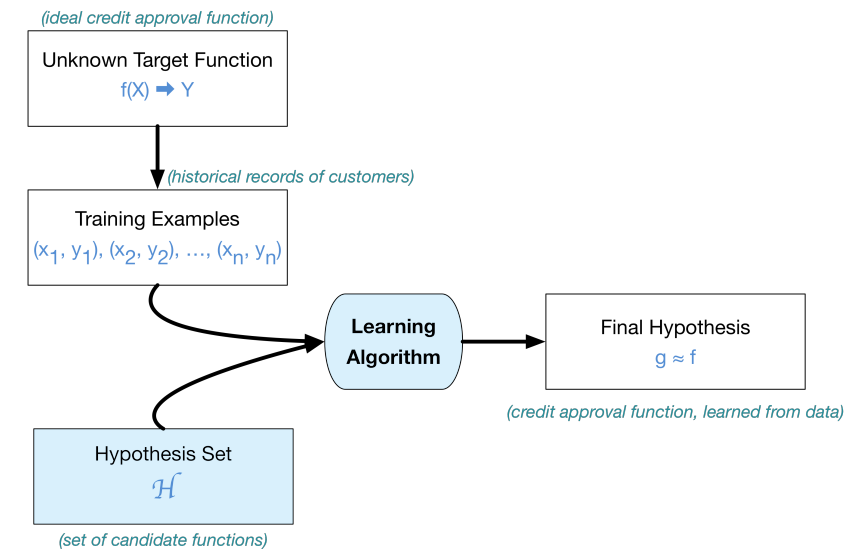 (ideal credit approval function)
Unknown Target Function
f(X) ➡ Y
(historical records of customers)
Training Examples
(x₁, y₁), (x₂, y₂), ..., (xₙ, yₙ)
Learning
Algorithm
Final Hypothesis
g ≈ f
(credit approval function, learned from data)
Hypothesis Set
ℋ
(set of candidate functions)